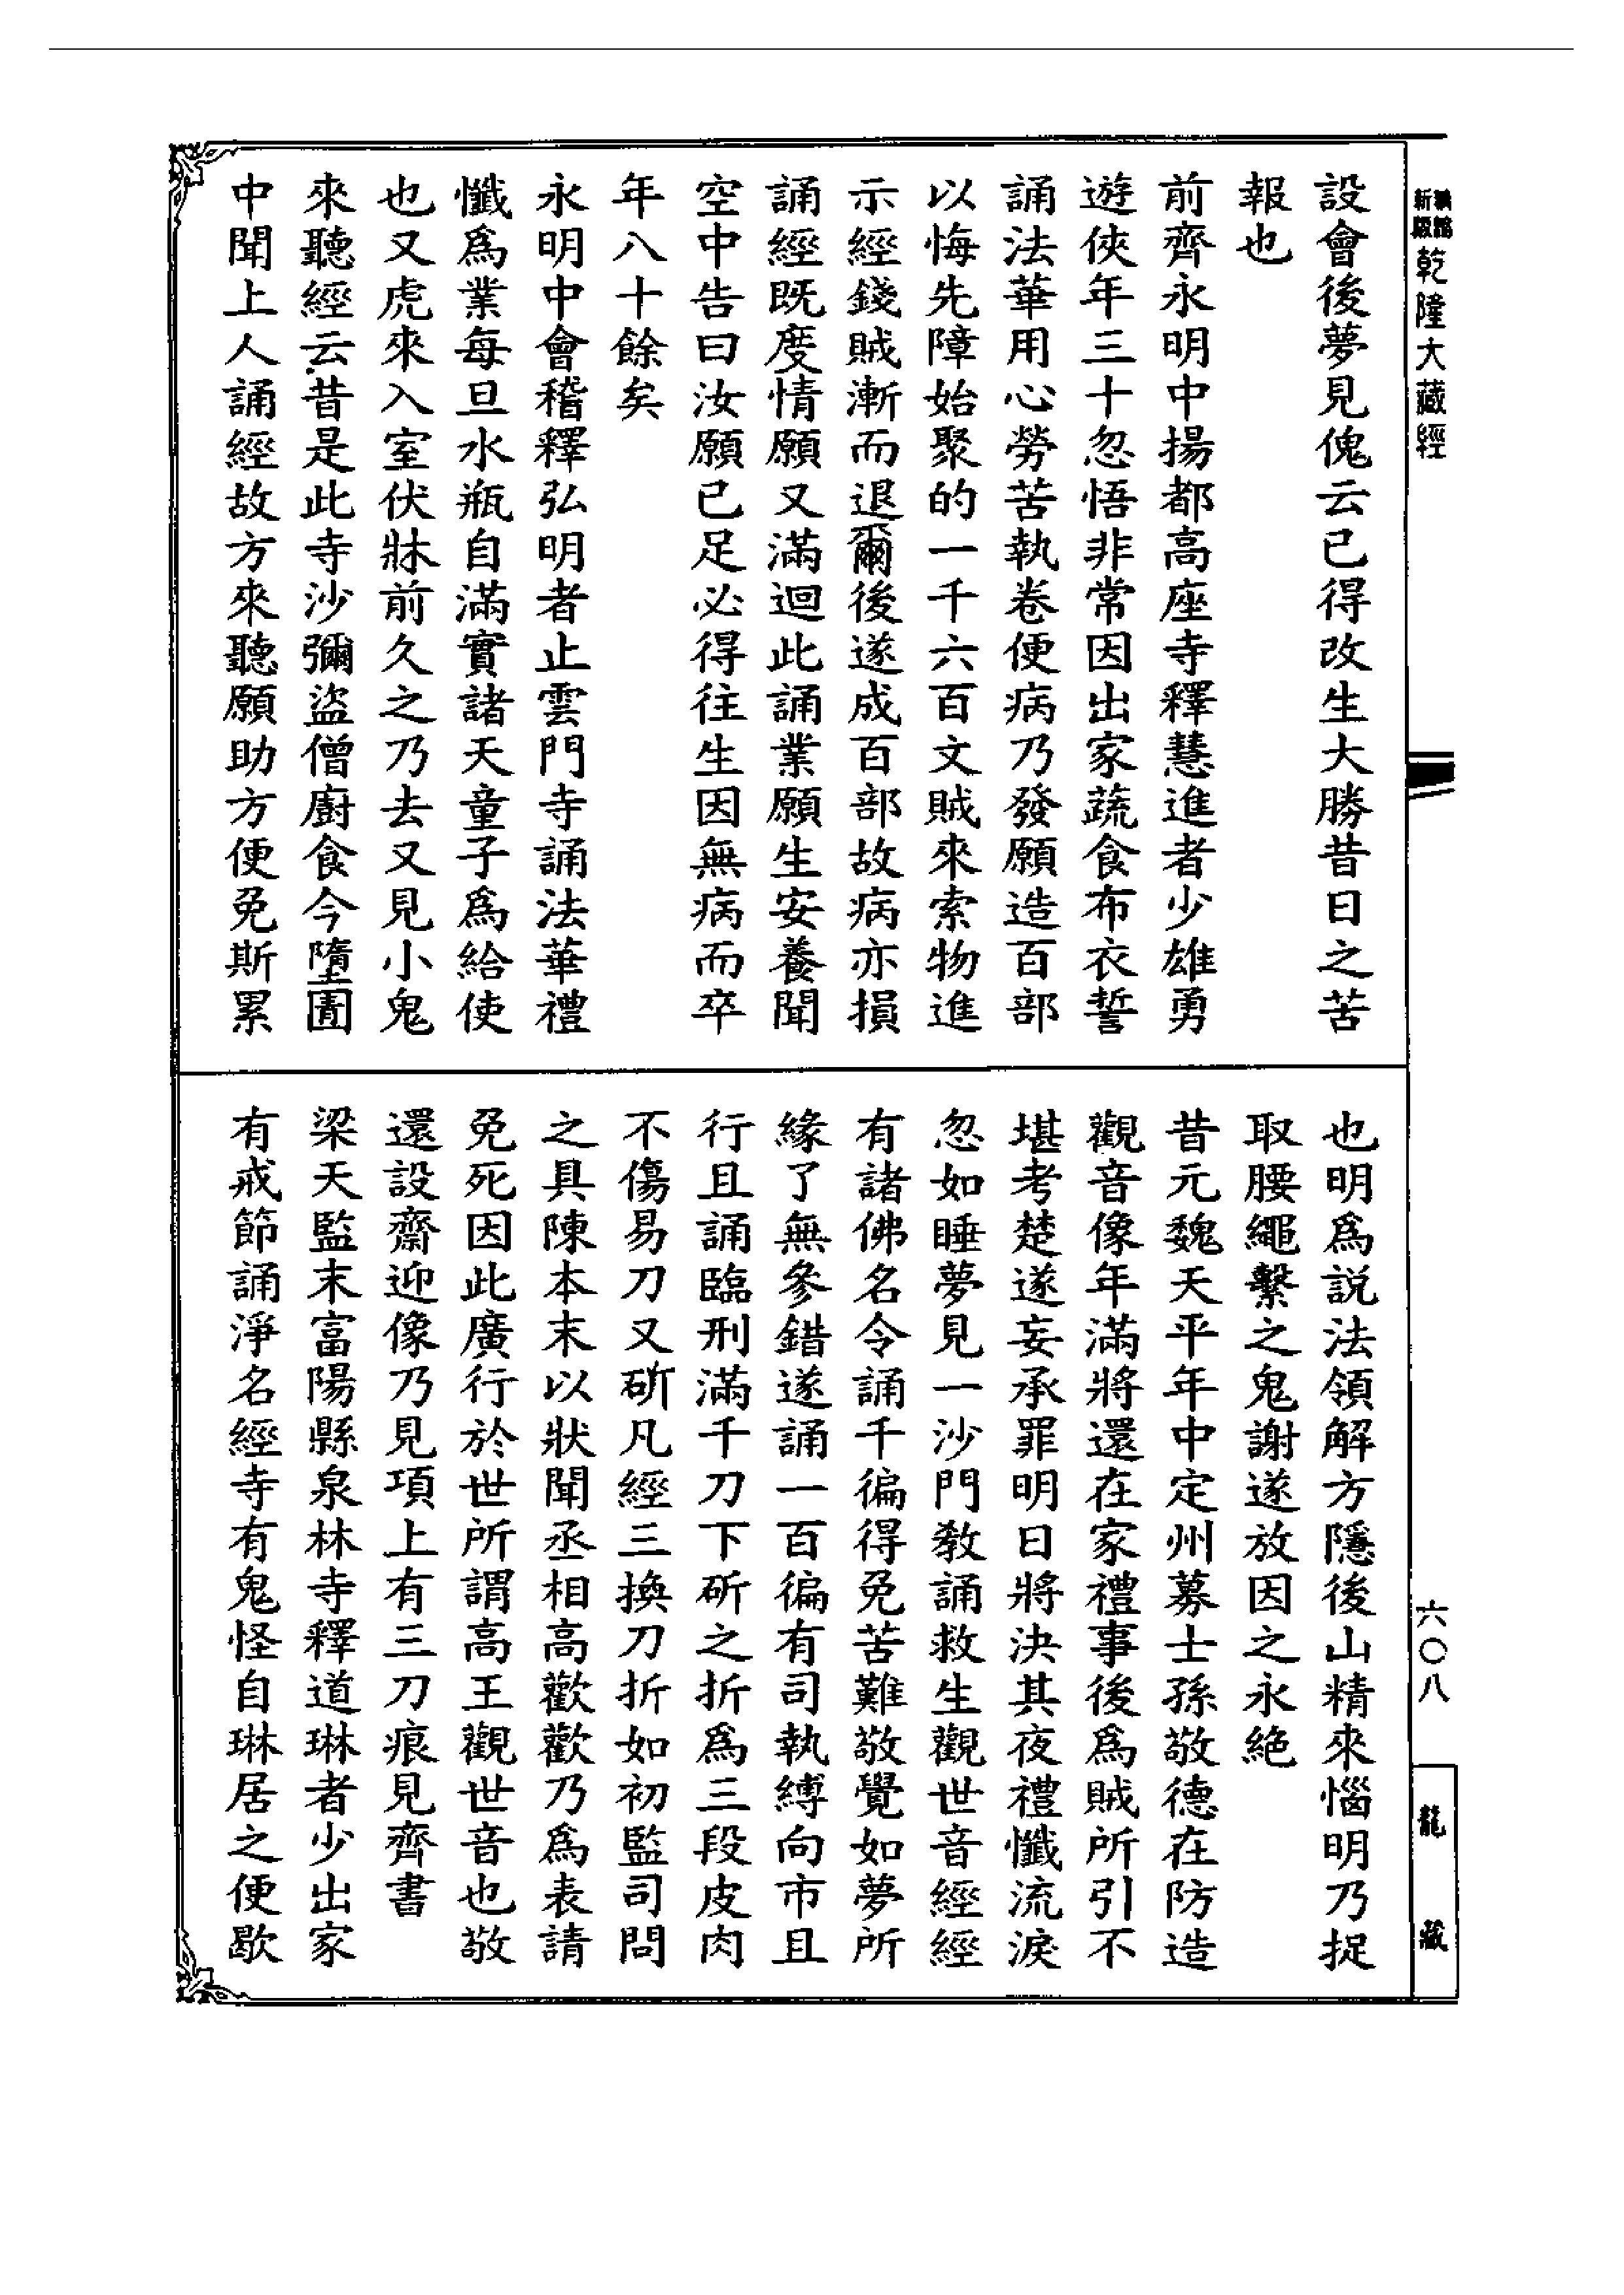 乾隆大藏經
六〇八
龍藏
設會後夢見傀云已得改生大勝昔日之苦
報也
前齊永明中揚都高座寺釋慧進者少雄勇
遊俠年三十忽悟非常因出家蔬食布衣誓
誦法華用心勞苦執卷便病乃發願造百部
以悔先障始聚的一千六百文賊來索物進
示經錢賊漸而退爾後遂成百部故病亦損
誦經既度情願又滿迴此誦業願生安養聞
空中告曰汝願已足必得往生因無病而卒
年八十餘矣
永明中會稽釋弘明者止雲門寺誦法華禮
懺爲業每旦水瓶自滿實諸天童子爲給使
也又虎來入室伏牀前久之乃去又見小鬼
來聽經云昔是此寺沙彌盜僧廚食今墮圊
中聞上人誦經故方來聽願助方便免斯累
也明爲說法領解方隱後山精來惱明乃捉
取腰繩繫之鬼謝遂放因之永絶
昔元魏天平年中定州募士孫敬德在防造
觀音像年滿將還在家禮事後爲賊所引不
堪考楚遂妄承罪明日將決其夜禮懺流淚
忽如睡夢見一沙門教誦救生觀世音經經
有諸佛名令誦千徧得免苦難敬覺如夢所
緣了無參錯遂誦一百徧有司執縛向市且
行且誦臨刑滿千刀下斫之折爲三段皮肉
不傷易刀又斫凡經三換刀折如初監司問
之具陳本末以狀聞丞相高歡歡乃爲表請
免死因此廣行於世所謂高王觀世音也敬
還設齋迎像乃見項上有三刀痕見齊書
梁天監末富陽縣泉林寺釋道琳者少出家
有戒節誦淨名經寺有鬼怪自琳居之便歇